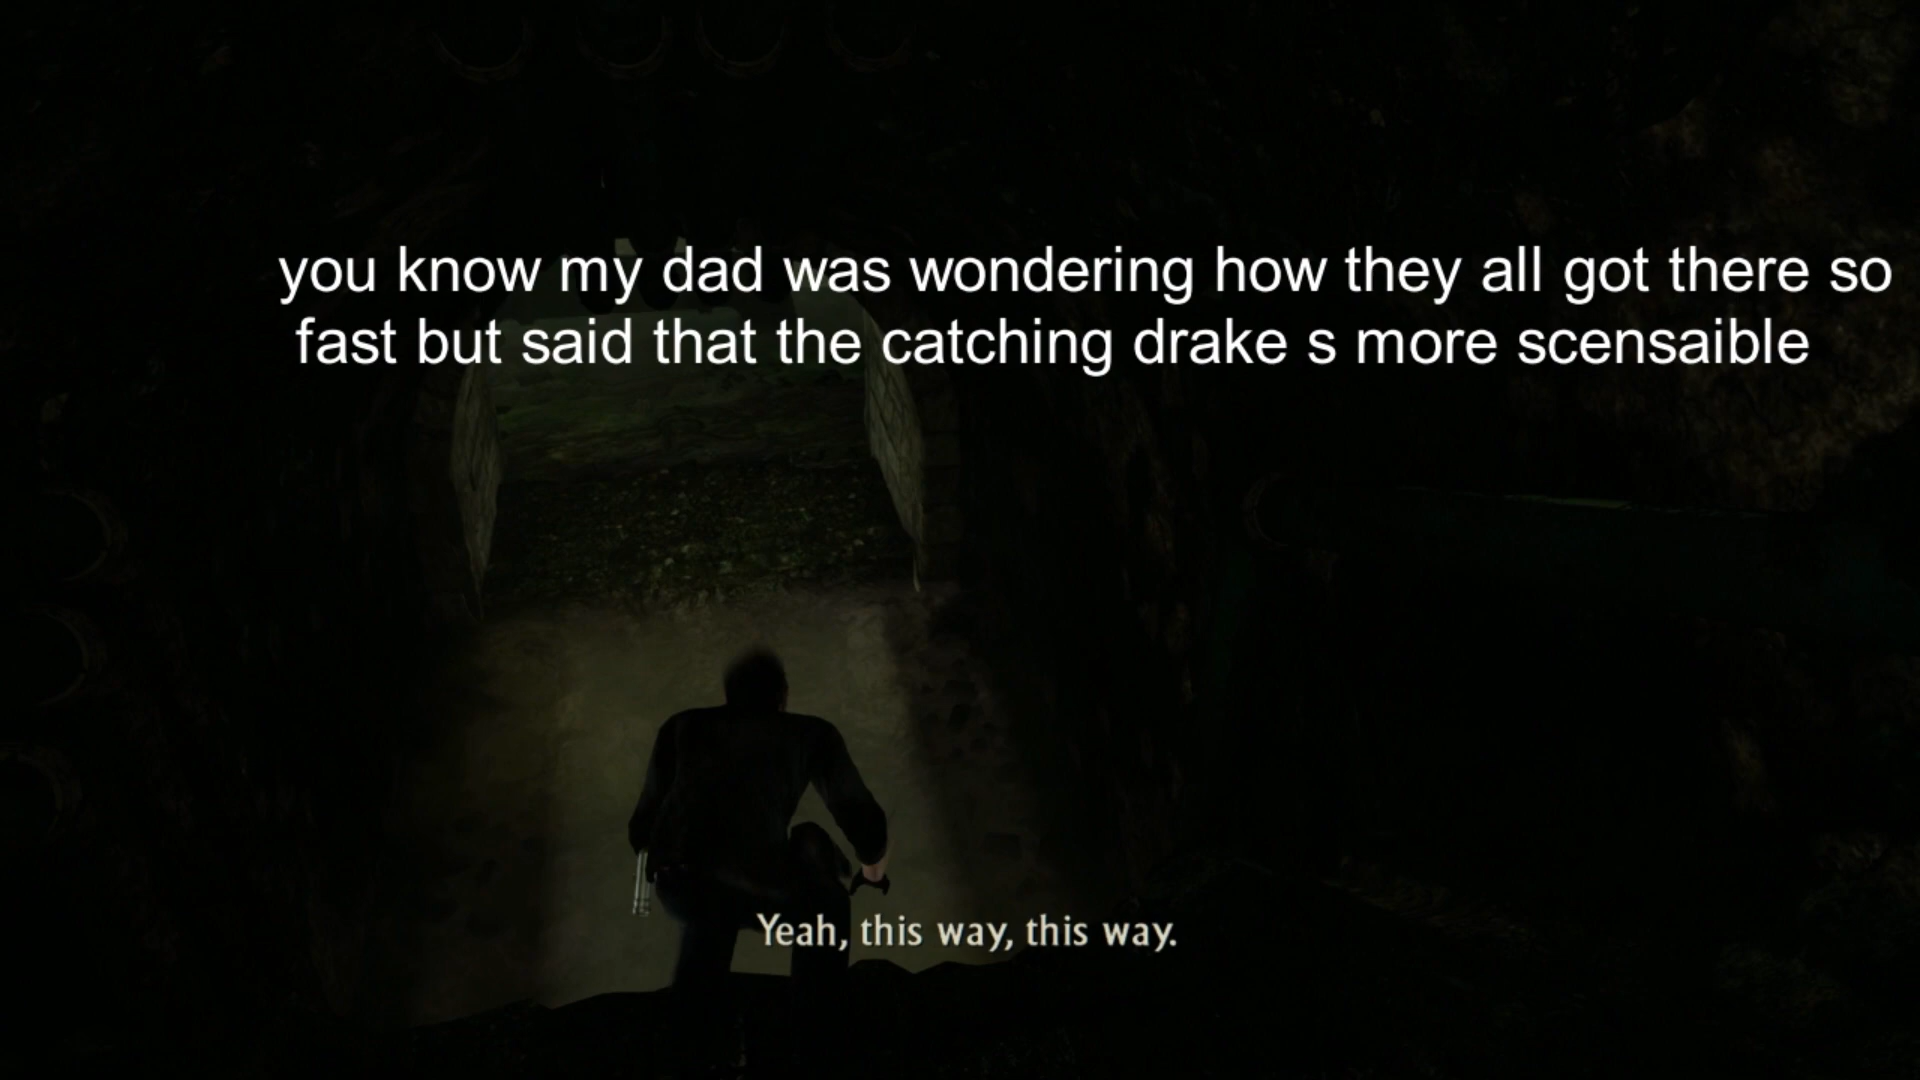 you know my dad was wondering how they all got there so
fast but said that the catching drake s more scensaible
Yeah, this way, this way.